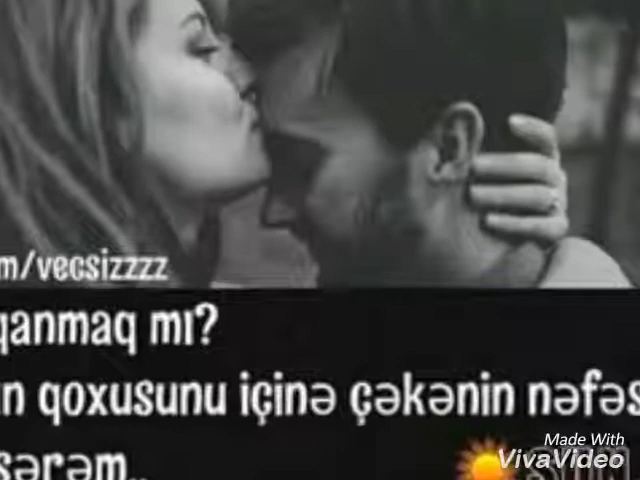 m/vecsizzzz
qanmaq mı?
n qoxusunu içinə çəkənin nəfəs
sərəm..
Made With
VivaVideo